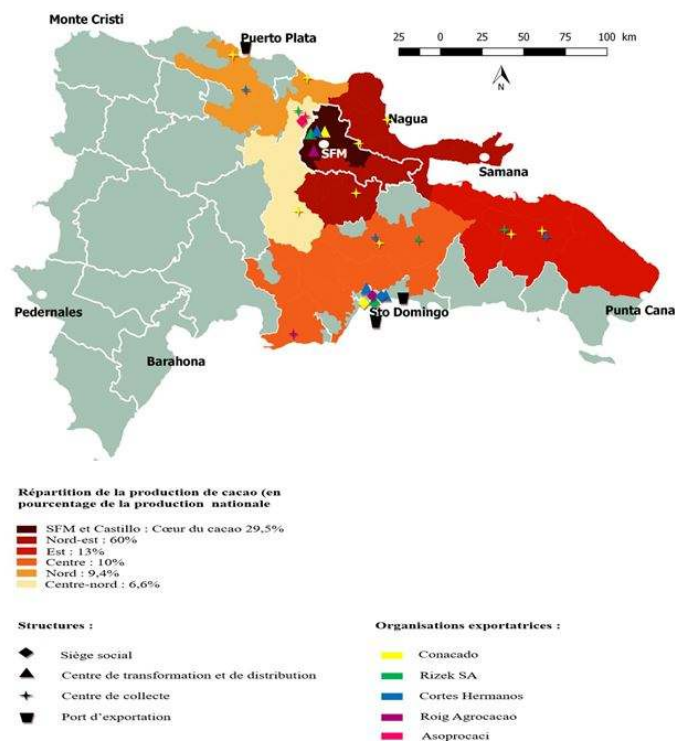 Monte Cristi
Puerto Plata
25 0 25 50 75 100 km
N
Nagua
SFM
Samana
Pedernales
Sto Domingo
Punta Cana
Barahona
Répartition de la production de cacao (en
pourcentage de la production nationale
SFM et Castillo : Cœur du cacao 29,5%
Nord-est : 60%
Est : 13%
Centre : 10%
Nord : 9,4%
Centre-nord : 6,6%
Structures :
Siège social
Centre de transformation et de distribution
Centre de collecte
Port d'exportation
Organisations exportatrices :
Conacado
Rizek SA
Cortes Hermanos
Roig Agrocacao
Asoprocaci